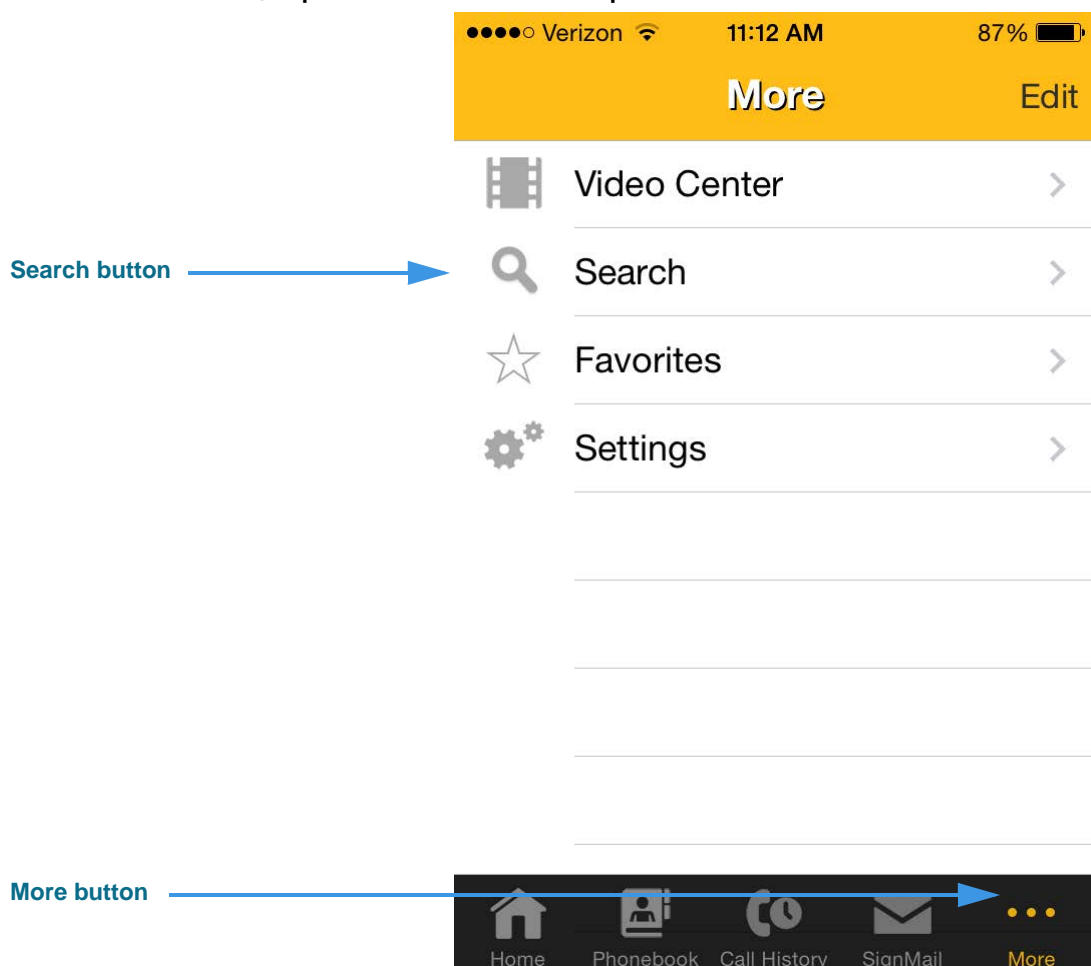 Verizon 11:12 AM 87%
More Edit
Video Center
Search button Search
Favorites
Settings
More button
Home Phonebook Call History SignMail More